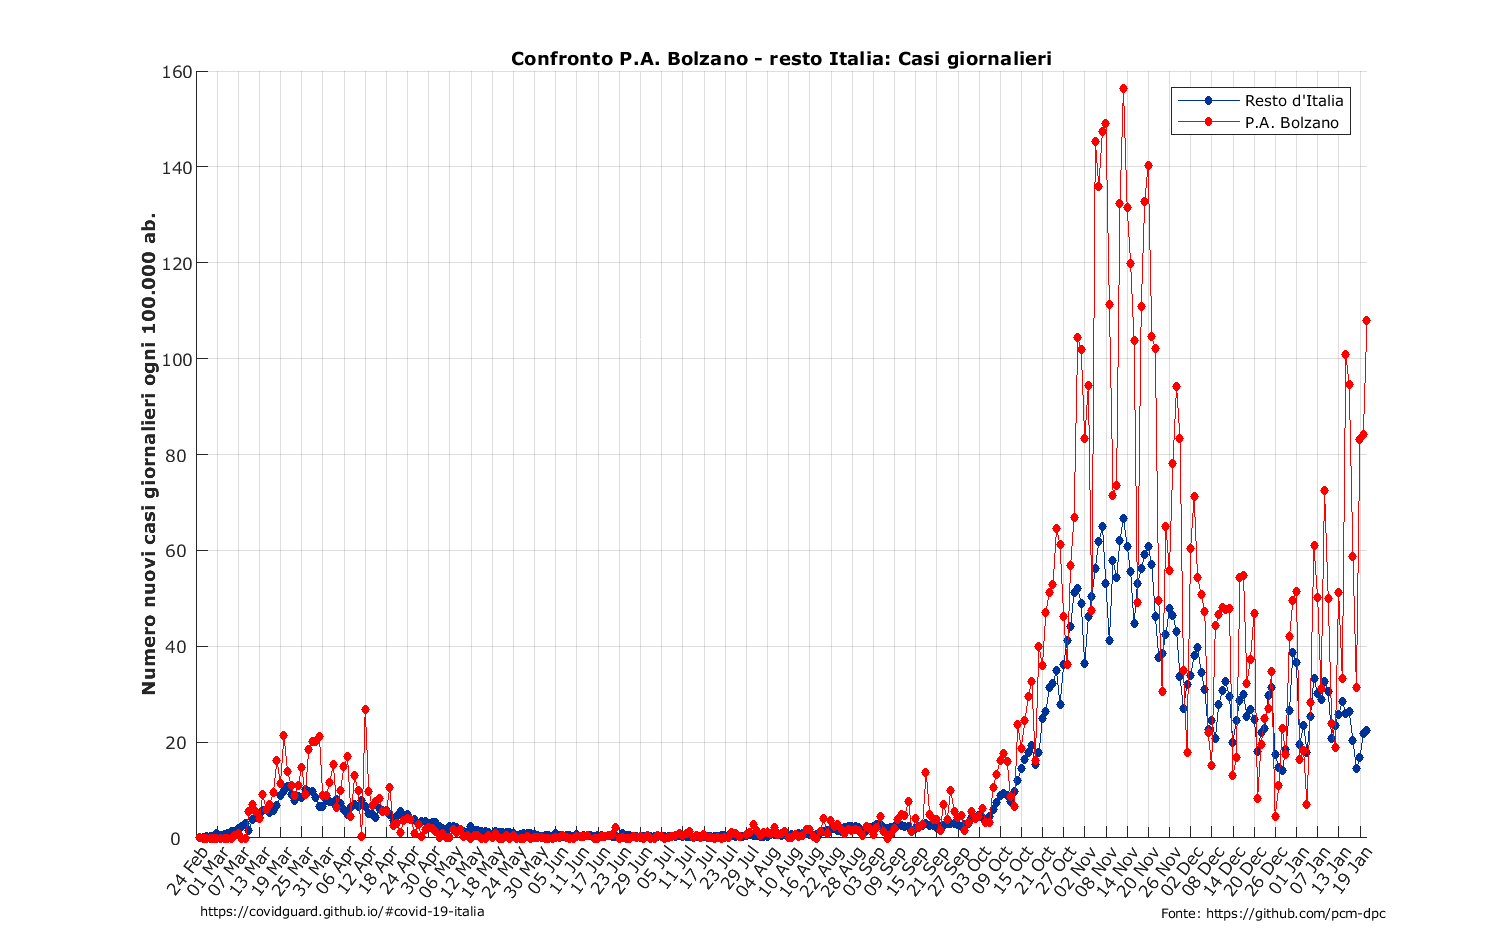 Confronto P.A. Bolzano - resto Italia: Casi giornalieri
Numero nuovi casi giornalieri ogni 100.000 ab.
160
140
120
100
80
60
40
20
0
Resto d'Italia
P.A. Bolzano
24 Feb
01 Mar
07 Mar
13 Mar
19 Mar
25 Mar
31 Mar
06 Apr
12 Apr
18 Apr
24 Apr
30 Apr
06 May
12 May
18 May
24 May
30 May
05 Jun
11 Jun
17 Jun
23 Jun
29 Jun
05 Jul
11 Jul
17 Jul
23 Jul
29 Jul
04 Aug
10 Aug
16 Aug
22 Aug
28 Aug
03 Sep
09 Sep
15 Sep
21 Sep
27 Sep
03 Oct
09 Oct
15 Oct
21 Oct
27 Oct
02 Nov
08 Nov
14 Nov
20 Nov
26 Nov
02 Dec
08 Dec
14 Dec
20 Dec
26 Dec
01 Jan
07 Jan
13 Jan
19 Jan
https://covidguard.github.io/#covid-19-italia
Fonte: https://github.com/pcm-dpc